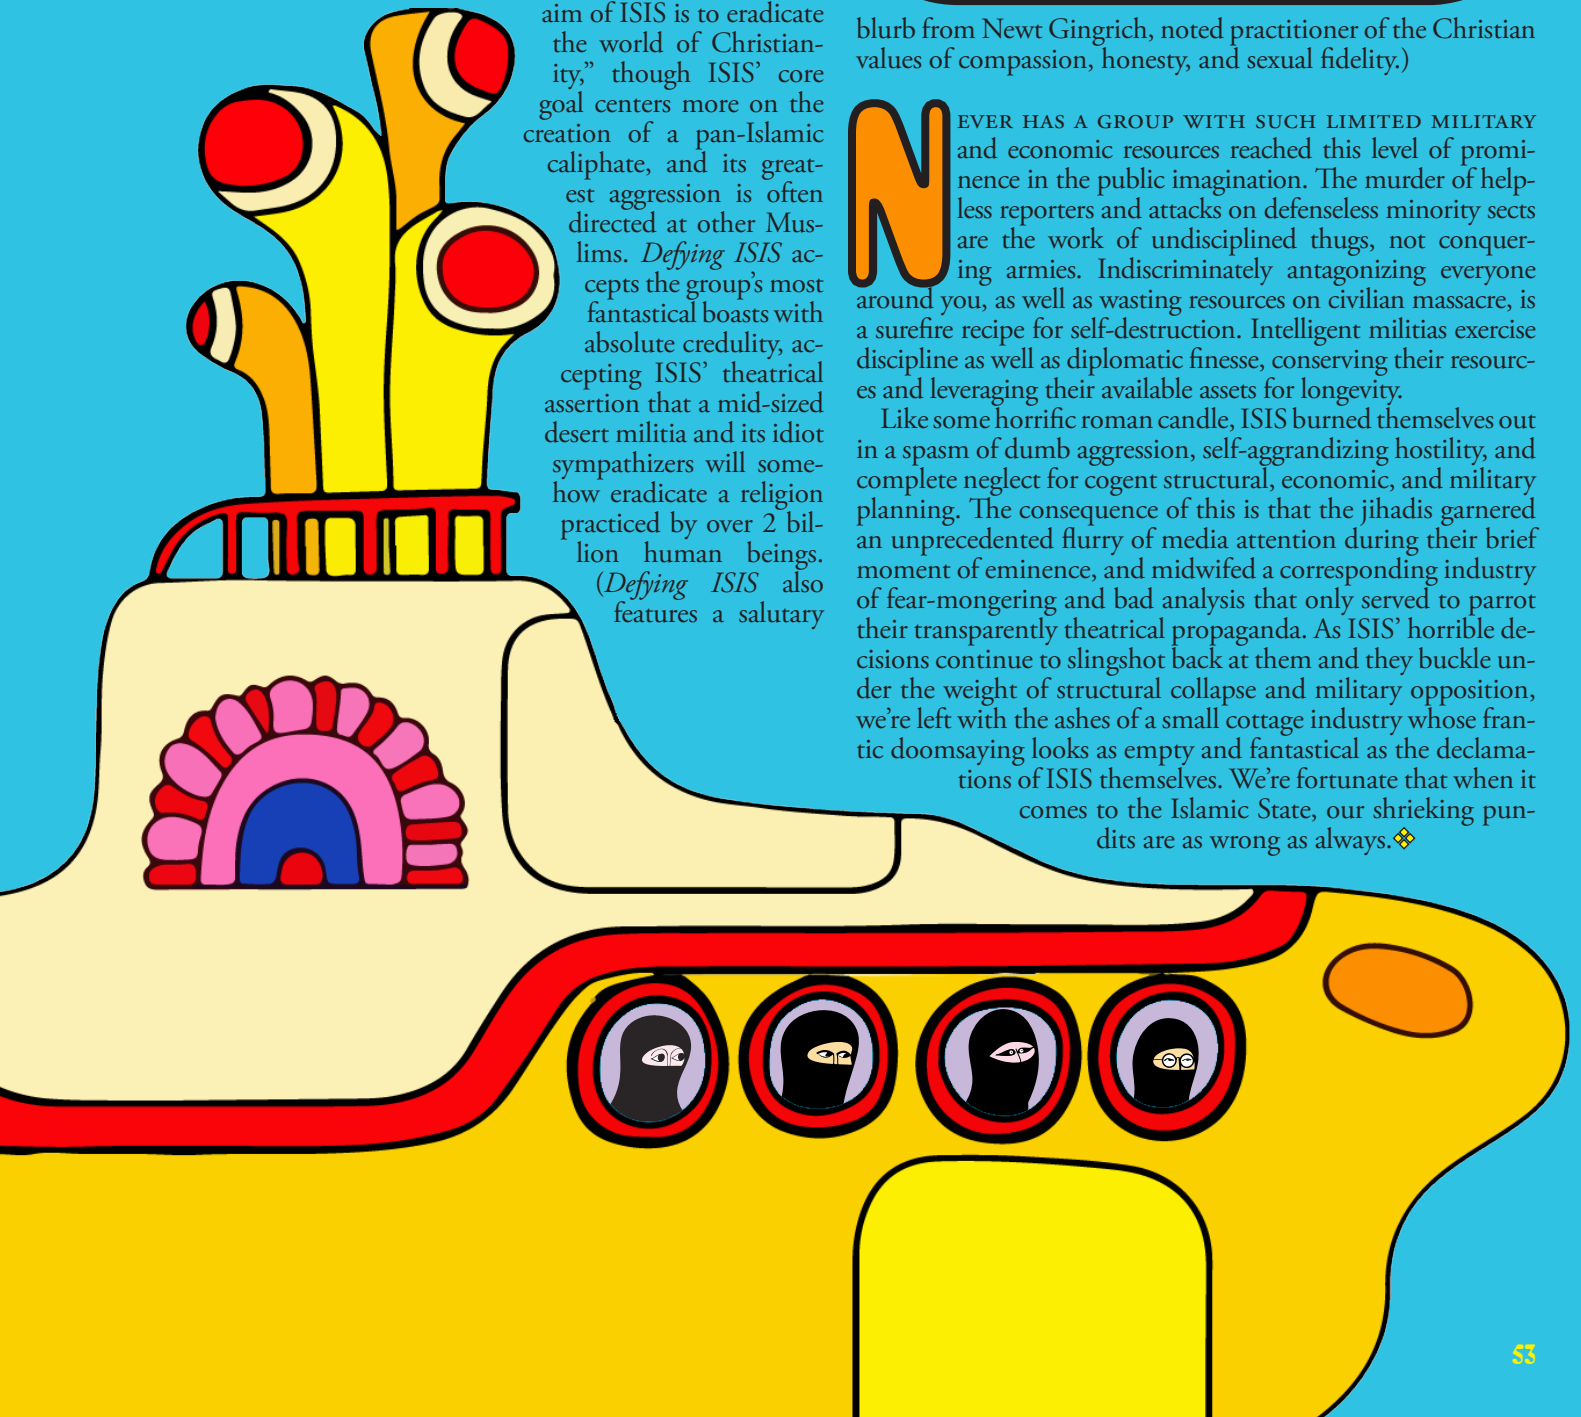 aim of ISIS is to eradicate
the world of Christian-
ity,” though ISIS’ core
goal centers more on the
creation of a pan-Islamic
caliphate, and its great-
est aggression is often
directed at other Mus-
lims. Defying ISIS ac-
cepts the group’s most
fantastical boasts with
absolute credulity, ac-
cepting ISIS’ theatrical
assertion that a mid-sized
desert militia and its idiot
sympathizers will some-
how eradicate a religion
practiced by over 2 bil-
lion human beings.
(Defying ISIS also
features a salutary
blurb from Newt Gingrich, noted practitioner of the Christian
values of compassion, honesty, and sexual fidelity.)
NEVER HAS A GROUP WITH SUCH LIMITED MILITARY
and economic resources reached this level of promi-
nence in the public imagination. The murder of help-
less reporters and attacks on defenseless minority sects
are the work of undisciplined thugs, not conquer-
ing armies. Indiscriminately antagonizing everyone
around you, as well as wasting resources on civilian massacre, is
a surefire recipe for self-destruction. Intelligent militias exercise
discipline as well as diplomatic finesse, conserving their resourc-
es and leveraging their available assets for longevity.
Like some horrific roman candle, ISIS burned themselves out
in a spasm of dumb aggression, self-aggrandizing hostility, and
complete neglect for cogent structural, economic, and military
planning. The consequence of this is that the jihadis garnered
an unprecedented flurry of media attention during their brief
moment of eminence, and midwifed a corresponding industry
of fear-mongering and bad analysis that only served to parrot
their transparently theatrical propaganda. As ISIS’ horrible de-
cisions continue to slingshot back at them and they buckle un-
der the weight of structural collapse and military opposition,
we’re left with the ashes of a small cottage industry whose fran-
tic doomsaying looks as empty and fantastical as the declama-
tions of ISIS themselves. We’re fortunate that when it
comes to the Islamic State, our shrieking pun-
dits are as wrong as always.
53